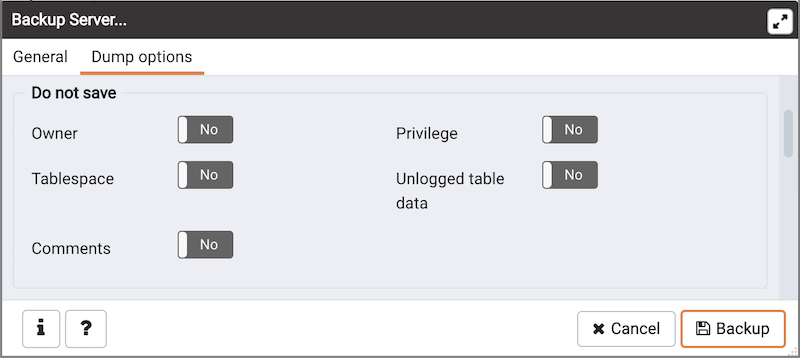 Backup Server...
General Dump options
Do not save
Owner No Privilege No
Tablespace No Unlogged table data No
Comments No
i ? Cancel Backup